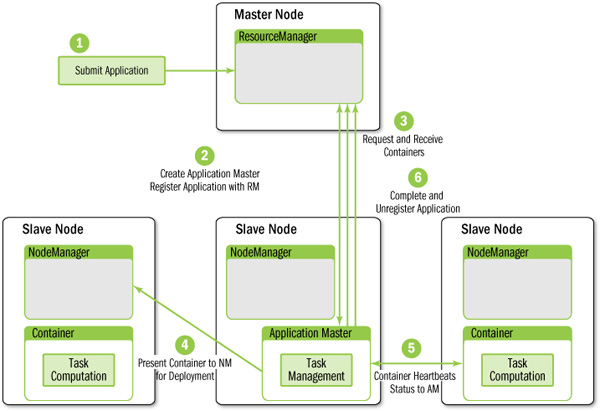 Master Node
ResourceManager
1
Submit Application
3
Request and Receive
Containers
2
Create Application Master
Register Application with RM
6
Complete and
Unregister Application
Slave Node
NodeManager
Container
Task
Computation
4
Present Container to NM
for Deployment
Slave Node
NodeManager
Application Master
Task
Management
5
Container Heartbeats
Status to AM
Slave Node
NodeManager
Container
Task
Computation